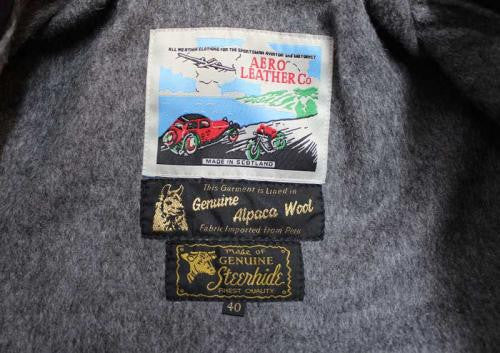 ALL WEATHER CLOTHING FOR THE SPORTSMAN AVIATOR and MOTORIST
AERO
LEATHER Co
MADE IN SCOTLAND
This Garment is Lined in
Genuine
Alpaca Wool
Fabric Imported from Peru
Made of
GENUINE
Steerhide
FINEST QUALITY
40